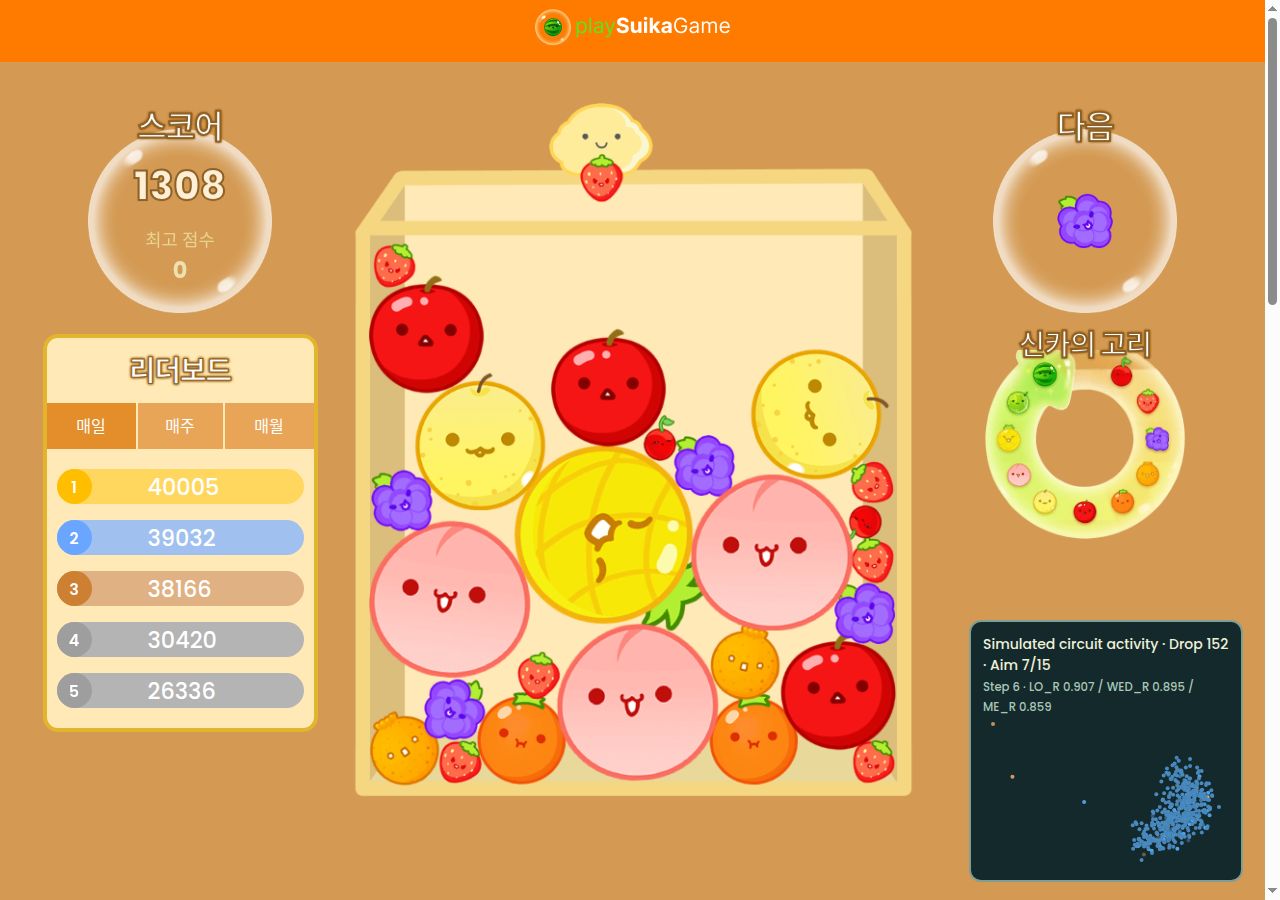 playSuikaGame
스코어
1308
최고 점수
0
다음
신카의 고리
리더보드
매일 매주 매월
1 40005
2 39032
3 38166
4 30420
5 26336
Simulated circuit activity · Drop 152
· Aim 7/15
Step 6 · LO_R 0.907 / WED_R 0.895 /
ME_R 0.859